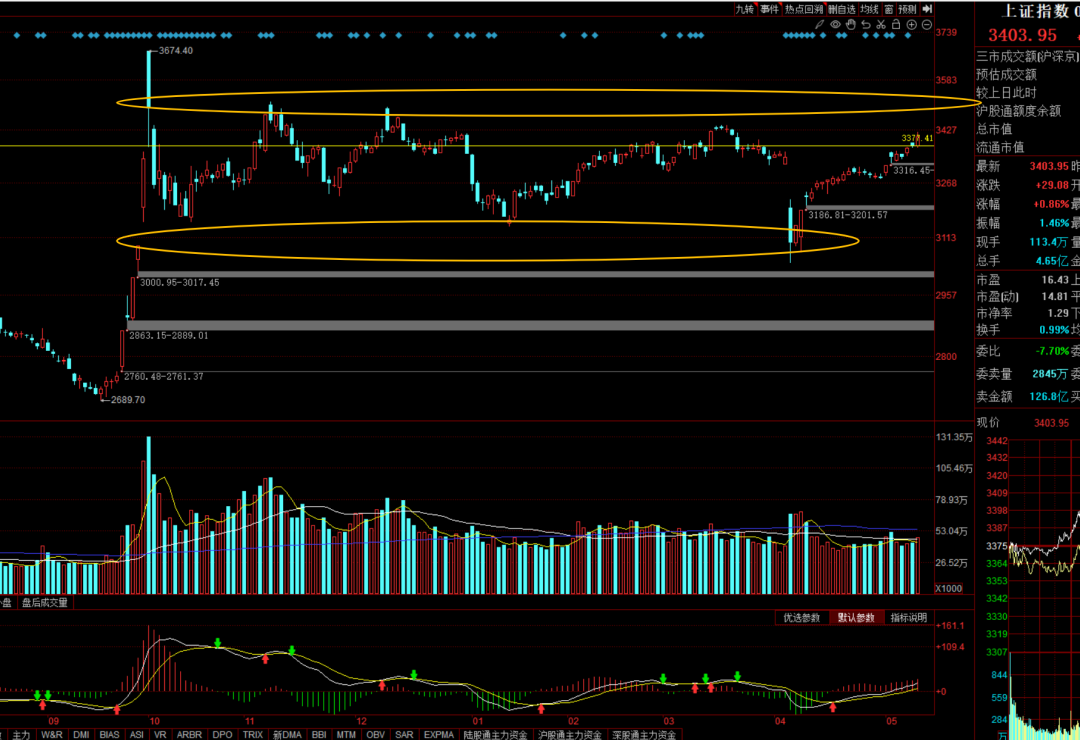 九转 事件 热点回溯 删自选 均线 窗 预测
上证指数
3403.95
3739
3674.40
三市成交额(沪深京)
预估成交额
3583
较上日此时
沪股通额度余额
3427
总市值
3377.41
流通市值
3316.45-
最新 3403.95 昨
3268
涨跌 +29.08 开
涨幅 +0.86% 最
3186.81-3201.57
振幅 1.46% 最
3113
现手 113.4万 量
总手 4.65亿 金
3000.95-3017.45
市盈 16.43 上
2957
市盈(动) 14.81 平
市净率 1.29 下
换手 0.99% 均
2863.15-2889.01
委比 -7.70% 委
2800
委卖量 2845万 委
2760.48-2761.37
卖金额 126.8亿 买
2689.70
现价 3403.95
131.35万
3442
3432
105.46万
3420
3409
78.93万
3398
53.04万
3387
3375
26.52万
3364
3353
X1000
盘 盘后成交量
3342
优选参数 默认参数 指标说明
3330
+161.1
3319
+109.4
3307
844
+0
559
09 10 11 12 01 02 03 04 05
284
主力 W&R DMI BIAS ASI VR ARBR DPO TRIX 新DMA BBI MTM OBV SAR EXPMA 陆股通主力资金 沪股通主力资金 深股通主力资金
万